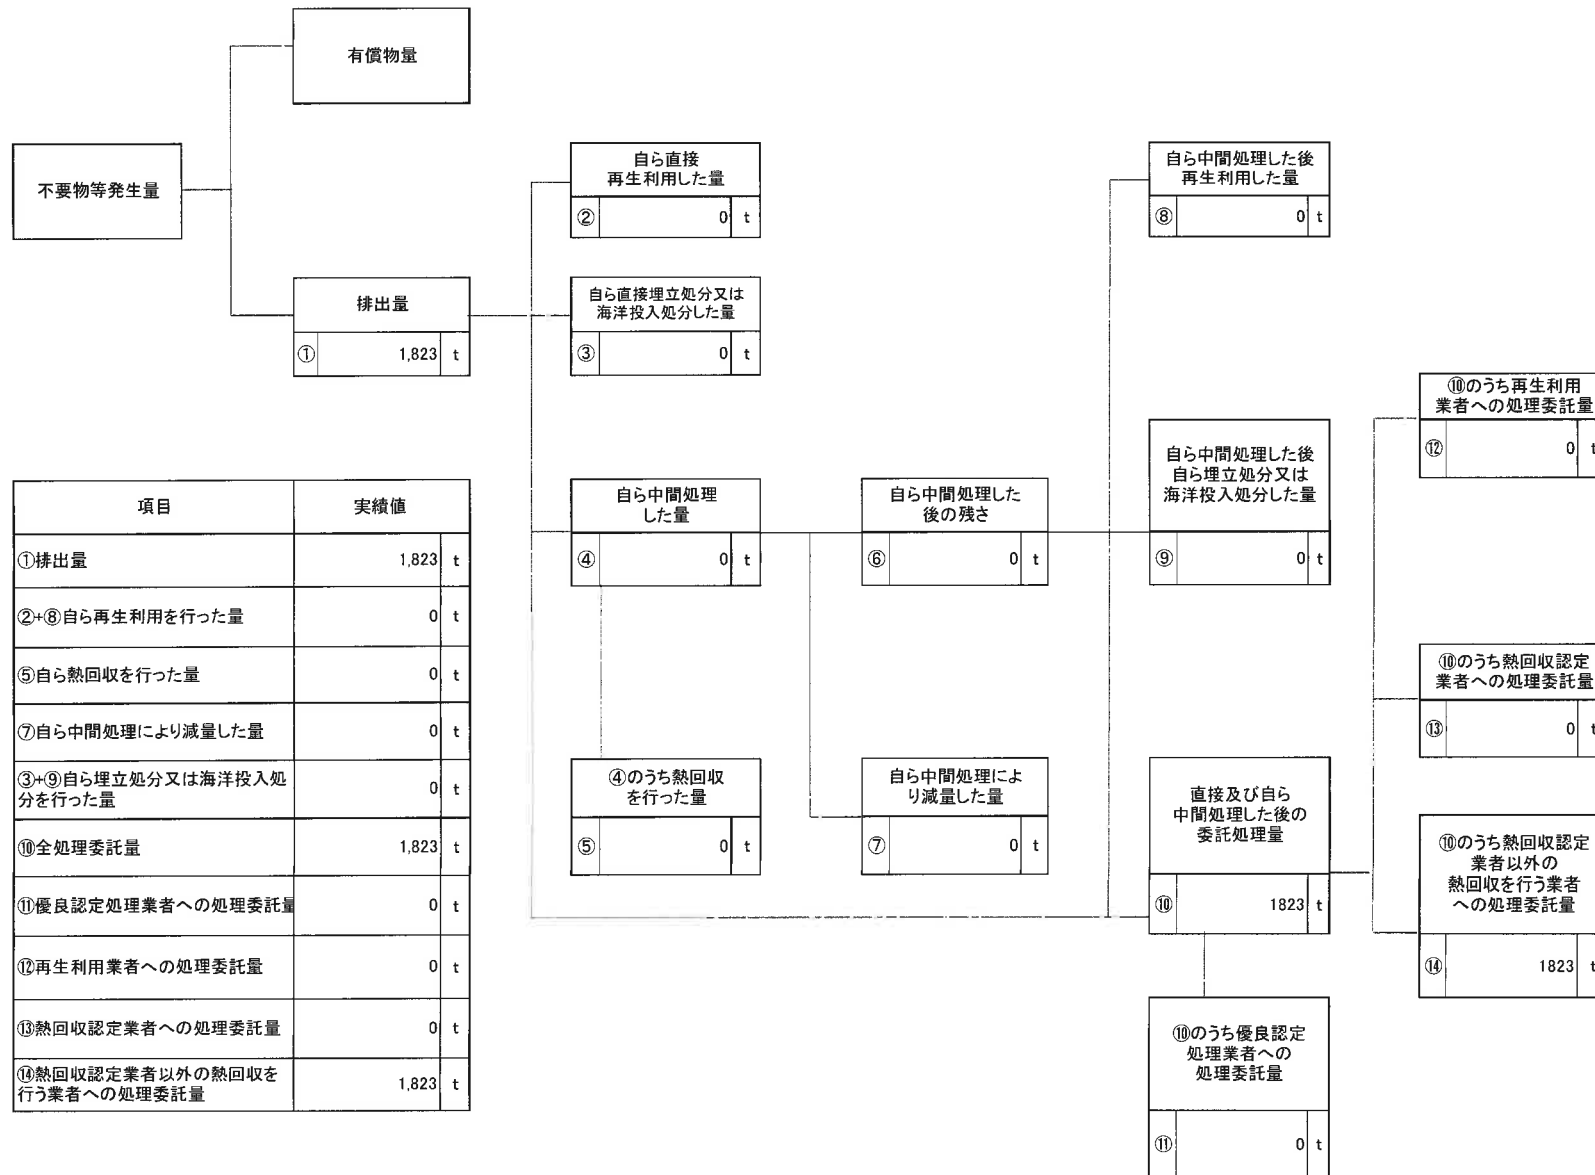 有償物量
不要物等発生量
排出量
① 1,823 t
自ら直接
再生利用した量
② 0 t
自ら直接埋立処分又は
海洋投入処分した量
③ 0 t
自ら中間処理
した量
④ 0 t
④のうち熱回収
を行った量
⑤ 0 t
自ら中間処理した
後の残さ
⑥ 0 t
自ら中間処理によ
り減量した量
⑦ 0 t
自ら中間処理した後
再生利用した量
⑧ 0 t
自ら中間処理した後
自ら埋立処分又は
海洋投入処分した量
⑨ 0 t
直接及び自ら
中間処理した後の
委託処理量
⑩ 1823 t
⑩のうち優良認定
処理業者への
処理委託量
⑪ 0 t
⑩のうち再生利用
業者への処理委託量
⑫ 0 t
⑩のうち熱回収認定
業者への処理委託量
⑬ 0 t
⑩のうち熱回収認定
業者以外の
熱回収を行う業者
への処理委託量
⑭ 1823 t
項目 実績値
①排出量 1,823 t
②+⑧自ら再生利用を行った量 0 t
⑤自ら熱回収を行った量 0 t
⑦自ら中間処理により減量した量 0 t
③+⑨自ら埋立処分又は海洋投入処
分を行った量 0 t
⑩全処理委託量 1,823 t
⑪優良認定処理業者への処理委託量 0 t
⑫再生利用業者への処理委託量 0 t
⑬熱回収認定業者への処理委託量 0 t
⑭熱回収認定業者以外の熱回収を
行う業者への処理委託量 1,823 t